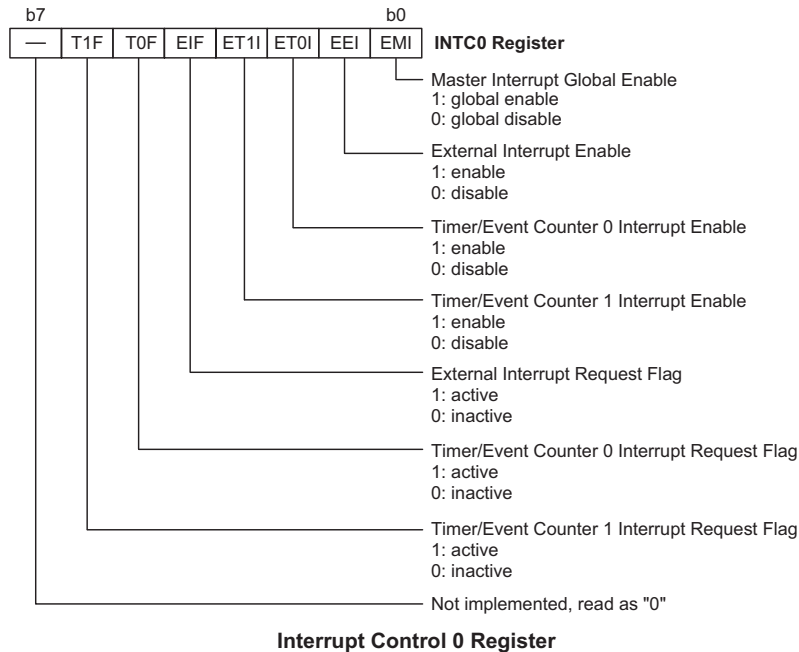 b7 b0
— T1F T0F EIF ET1I ET0I EEI EMI INTC0 Register
Master Interrupt Global Enable
1: global enable
0: global disable
External Interrupt Enable
1: enable
0: disable
Timer/Event Counter 0 Interrupt Enable
1: enable
0: disable
Timer/Event Counter 1 Interrupt Enable
1: enable
0: disable
External Interrupt Request Flag
1: active
0: inactive
Timer/Event Counter 0 Interrupt Request Flag
1: active
0: inactive
Timer/Event Counter 1 Interrupt Request Flag
1: active
0: inactive
Not implemented, read as "0"
Interrupt Control 0 Register